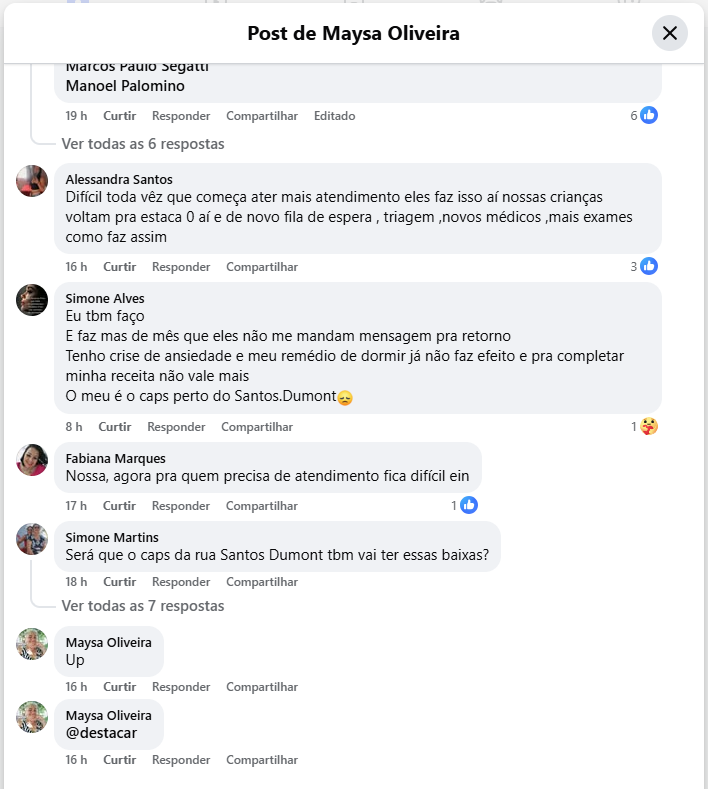 Post de Maysa Oliveira
Marcos Paulo Segatti
Manoel Palomino
19 h Curtir Responder Compartilhar Editado 6
Ver todas as 6 respostas
Alessandra Santos
Difícil toda vêz que começa ater mais atendimento eles faz isso aí nossas crianças
voltam pra estaca 0 aí e de novo fila de espera , triagem ,novos médicos ,mais exames
como faz assim
16 h Curtir Responder Compartilhar 3
Simone Alves
Eu tbm faço
E faz mas de mês que eles não me mandam mensagem pra retorno
Tenho crise de ansiedade e meu remédio de dormir já não faz efeito e pra completar
minha receita não vale mais
O meu é o caps perto do Santos.Dumont😞
8 h Curtir Responder Compartilhar 1
Fabiana Marques
Nossa, agora pra quem precisa de atendimento fica difícil ein
17 h Curtir Responder Compartilhar 1
Simone Martins
Será que o caps da rua Santos Dumont tbm vai ter essas baixas?
18 h Curtir Responder Compartilhar
Ver todas as 7 respostas
Maysa Oliveira
Up
16 h Curtir Responder Compartilhar
Maysa Oliveira
@destacar
16 h Curtir Responder Compartilhar